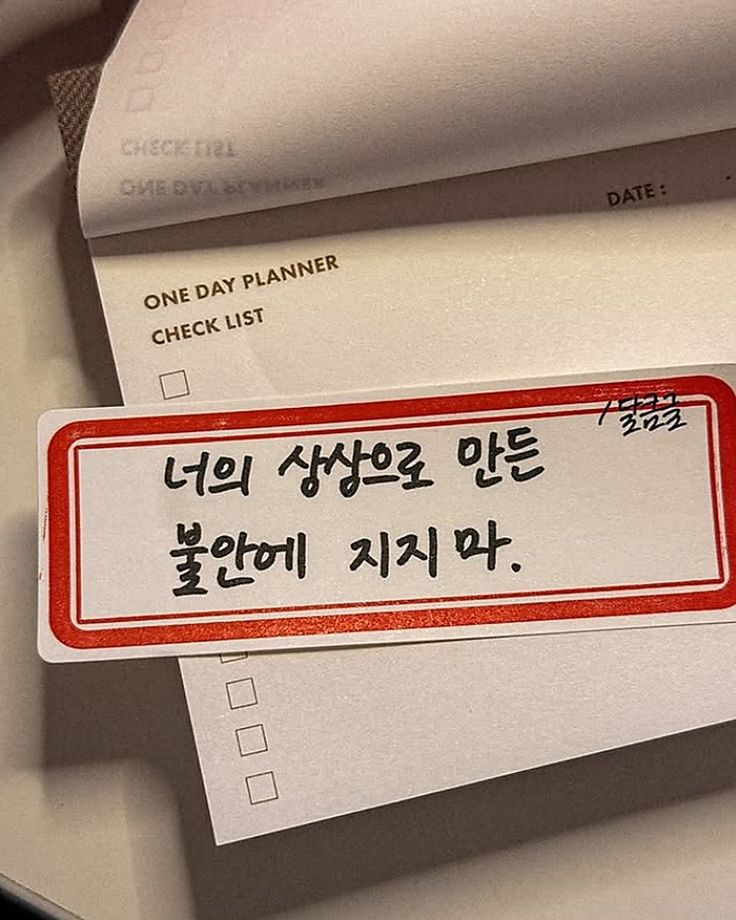 CHECK LIST
ONE DAY PLANNER
DATE :
ONE DAY PLANNER
CHECK LIST
/달콤글
너의 상상으로 만든
불안에 지지 마.